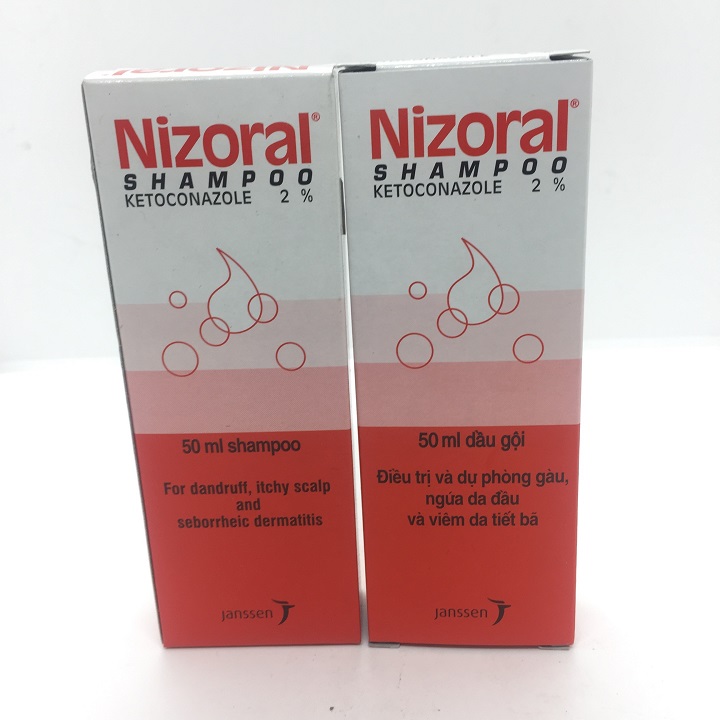 Nizoral
Nizoral®
SHAMPOO
KETOCONAZOLE 2 %
50 ml shampoo
For dandruff, itchy scalp
and
seborrheic dermatitis
Janssen
Nizoral®
SHAMPOO
KETOCONAZOLE 2 %
50 ml dầu gội
Điều trị và dự phòng gàu,
ngứa da đầu
và viêm da tiết bã
Janssen